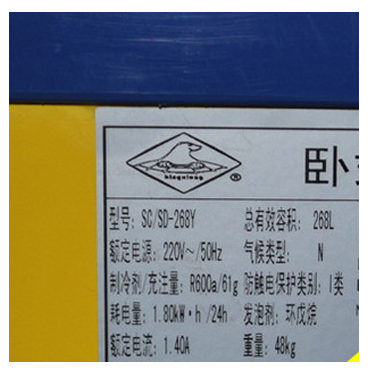 ®
卧
型号: SC/SD-268Y 总有效容积: 268L
额定电源: 220V～/50Hz 气候类型: N
制冷剂/充注量: R600a/61g 防触电保护类别: I类
耗电量: 1.80kW·h /24h 发泡剂: 环戊烷
额定电流: 1.40A 重量: 48kg